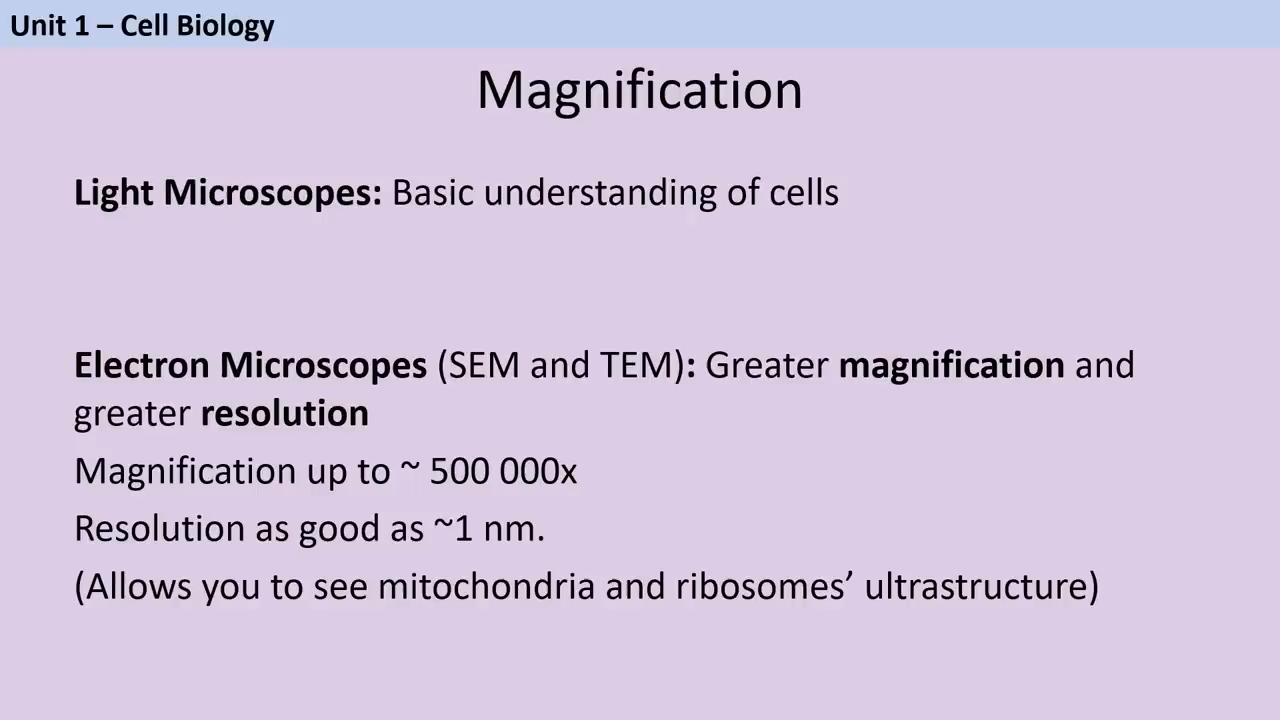 Unit 1 – Cell Biology
Magnification
Light Microscopes: Basic understanding of cells
Electron Microscopes (SEM and TEM): Greater magnification and
greater resolution
Magnification up to ~ 500 000x
Resolution as good as ~1 nm.
(Allows you to see mitochondria and ribosomes’ ultrastructure)